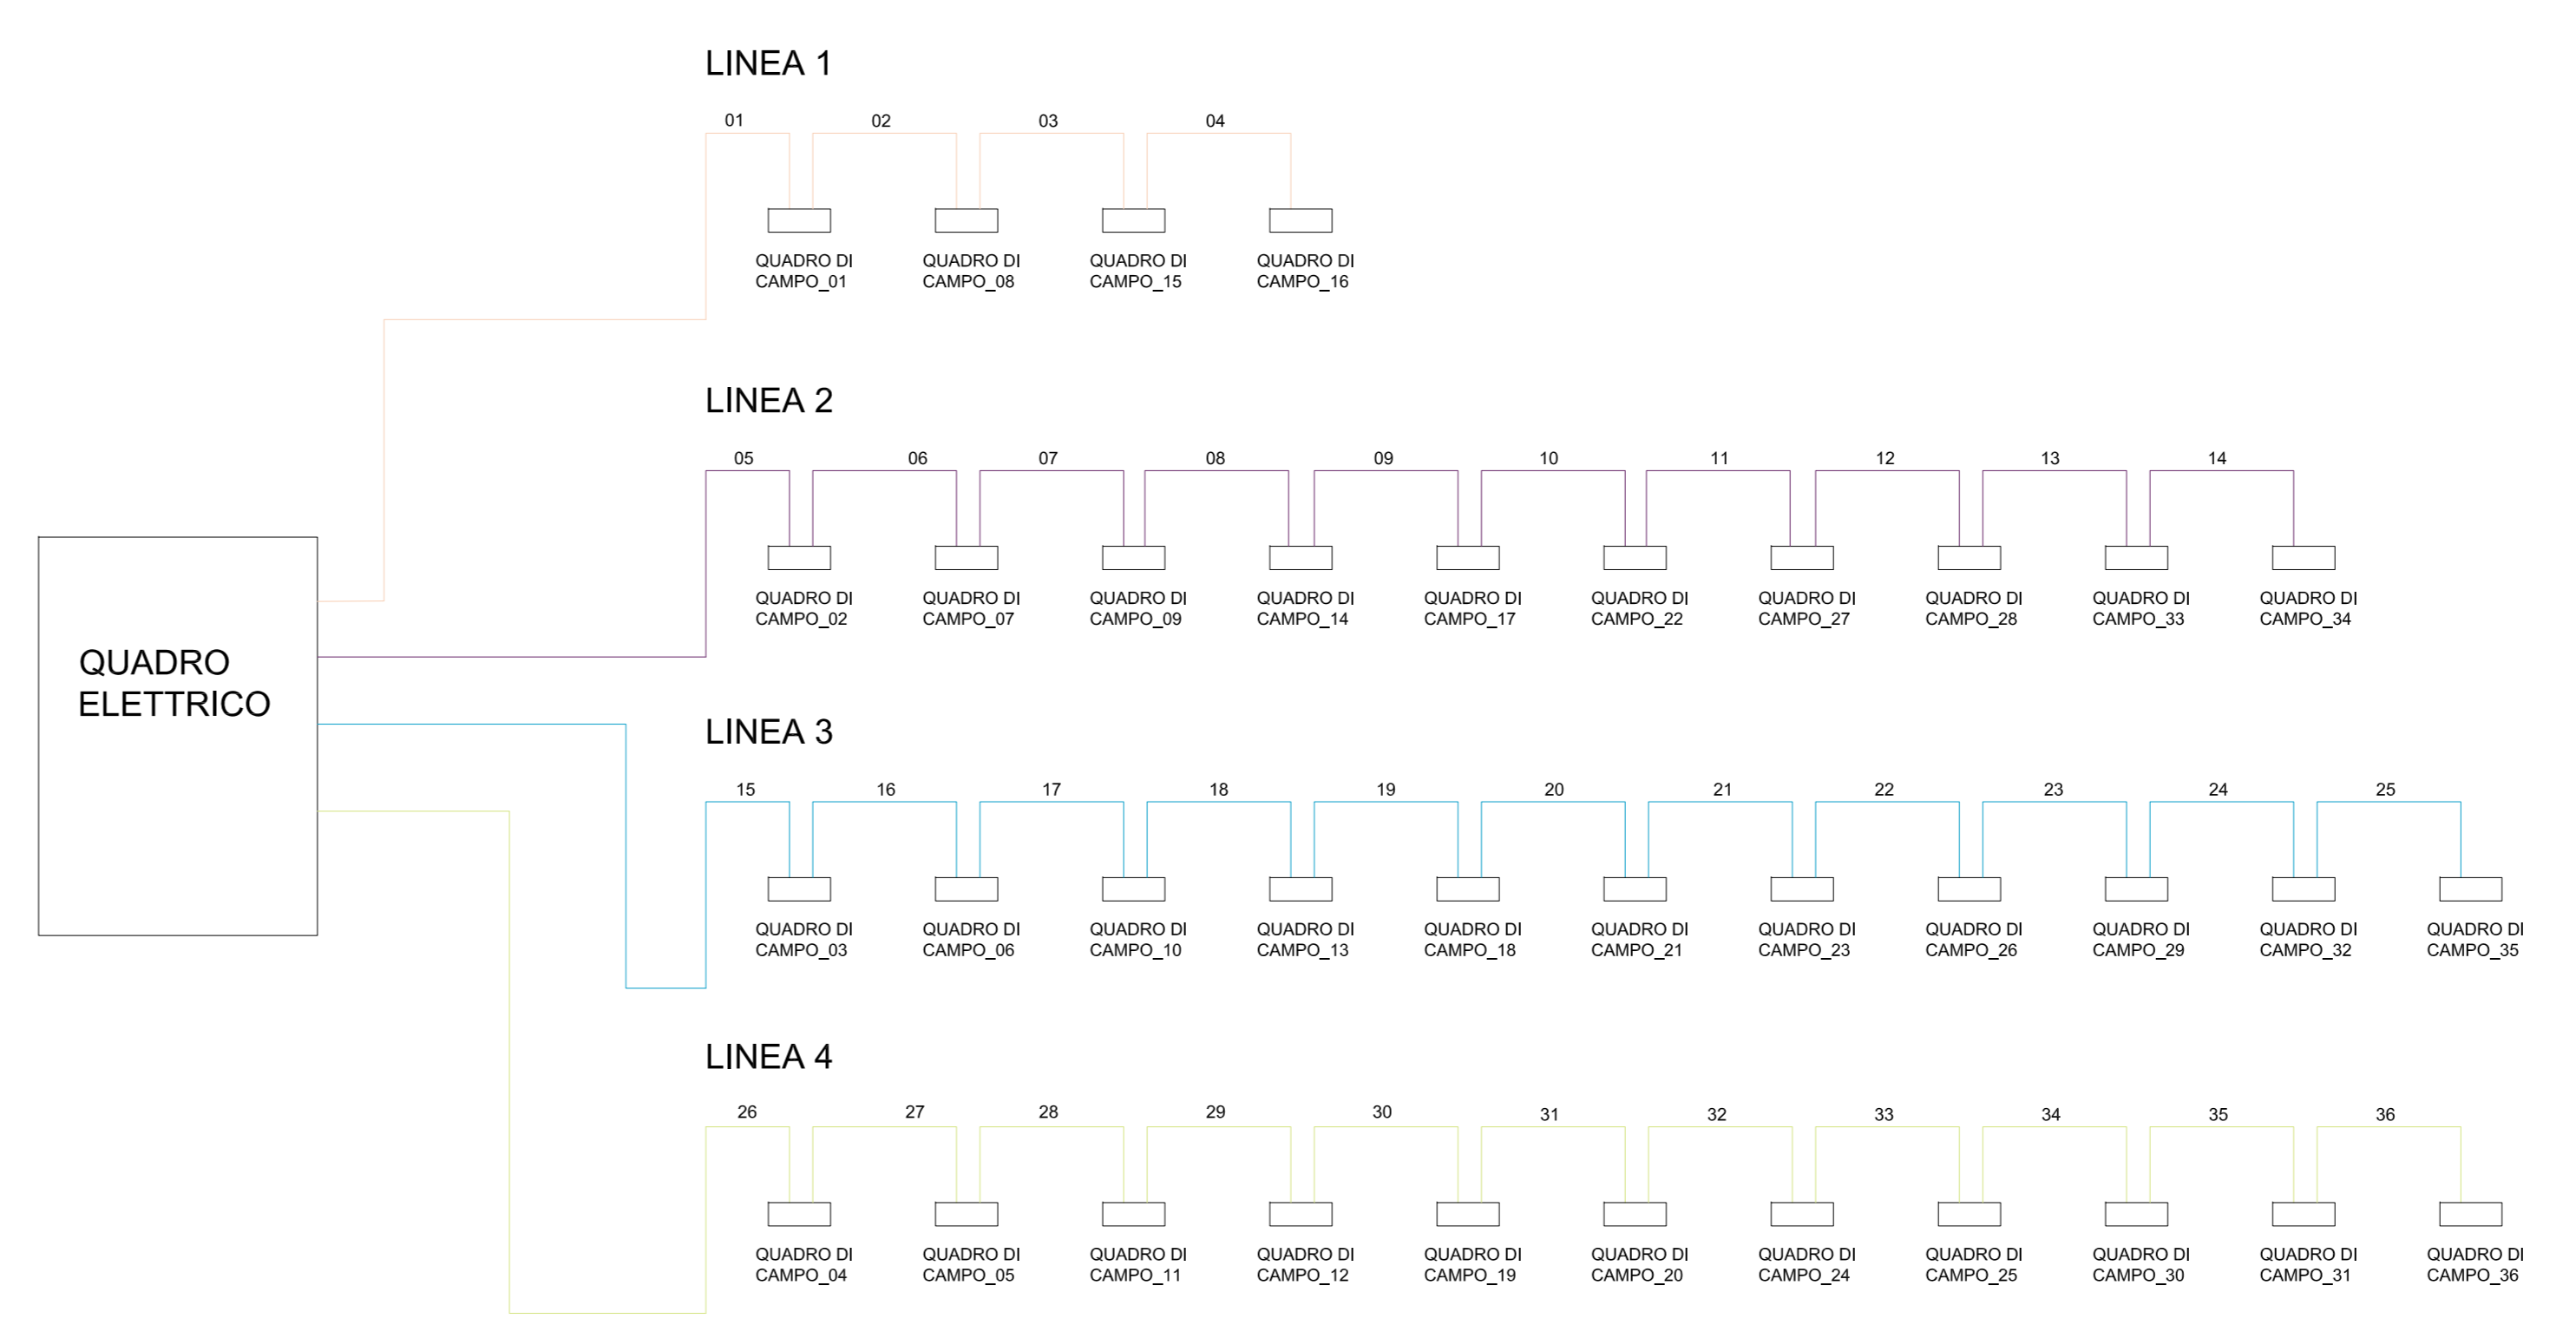 LINEA 1
01 02 03 04
QUADRO DI QUADRO DI QUADRO DI QUADRO DI
CAMPO_01 CAMPO_08 CAMPO_15 CAMPO_16
LINEA 2
05 06 07 08 09 10 11 12 13 14
QUADRO DI QUADRO DI QUADRO DI QUADRO DI QUADRO DI QUADRO DI QUADRO DI QUADRO DI QUADRO DI QUADRO DI
CAMPO_02 CAMPO_07 CAMPO_09 CAMPO_14 CAMPO_17 CAMPO_22 CAMPO_27 CAMPO_28 CAMPO_33 CAMPO_34
QUADRO
ELETTRICO
LINEA 3
15 16 17 18 19 20 21 22 23 24 25
QUADRO DI QUADRO DI QUADRO DI QUADRO DI QUADRO DI QUADRO DI QUADRO DI QUADRO DI QUADRO DI QUADRO DI QUADRO DI
CAMPO_03 CAMPO_06 CAMPO_10 CAMPO_13 CAMPO_18 CAMPO_21 CAMPO_23 CAMPO_26 CAMPO_29 CAMPO_32 CAMPO_35
LINEA 4
26 27 28 29 30 31 32 33 34 35 36
QUADRO DI QUADRO DI QUADRO DI QUADRO DI QUADRO DI QUADRO DI QUADRO DI QUADRO DI QUADRO DI QUADRO DI QUADRO DI
CAMPO_04 CAMPO_05 CAMPO_11 CAMPO_12 CAMPO_19 CAMPO_20 CAMPO_24 CAMPO_25 CAMPO_30 CAMPO_31 CAMPO_36